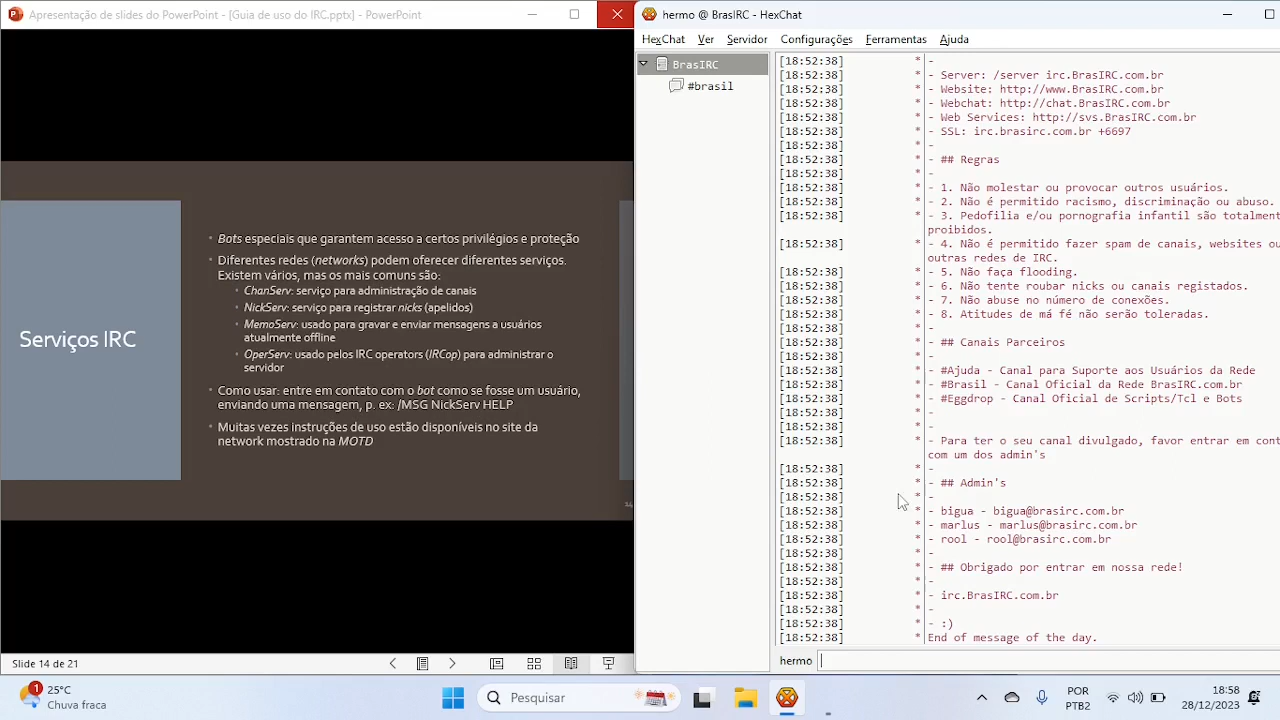 Apresentação de slides do PowerPoint - [Guia de uso do IRC.pptx] - PowerPoint
Serviços IRC
• Bots especiais que garantem acesso a certos privilégios e proteção
• Diferentes redes (networks) podem oferecer diferentes serviços.
Existem vários, mas os mais comuns são:
• ChanServ: serviço para administração de canais
• NickServ: serviço para registrar nicks (apelidos)
• MemoServ: usado para gravar e enviar mensagens a usuários
atualmente offline
• OperServ: usado pelos IRC operators (IRCop) para administrar o
servidor
• Como usar: entre em contato com o bot como se fosse um usuário,
enviando uma mensagem, p. ex: /MSG NickServ HELP
• Muitas vezes instruções de uso estão disponíveis no site da
network mostrado na MOTD
14
Slide 14 de 21
hermo @ BrasIRC - HexChat
HexChat Ver Servidor Configurações Ferramentas Ajuda
BrasIRC
#brasil
[18:52:38] * -
[18:52:38] * - Server: /server irc.BrasIRC.com.br
[18:52:38] * - Website: http://www.BrasIRC.com.br
[18:52:38] * - Webchat: http://chat.BrasIRC.com.br
[18:52:38] * - Web Services: http://svs.BrasIRC.com.br
[18:52:38] * - SSL: irc.brasirc.com.br +6697
[18:52:38] * -
[18:52:38] * - ## Regras
[18:52:38] * -
[18:52:38] * - 1. Não molestar ou provocar outros usuários.
[18:52:38] * - 2. Não é permitido racismo, discriminação ou abuso.
[18:52:38] * - 3. Pedofilia e/ou pornografia infantil são totalment
proibidos.
[18:52:38] * - 4. Não é permitido fazer spam de canais, websites ou
outras redes de IRC.
[18:52:38] * - 5. Não faça flooding.
[18:52:38] * - 6. Não tente roubar nicks ou canais registados.
[18:52:38] * - 7. Não abuse no número de conexões.
[18:52:38] * - 8. Atitudes de má fé não serão toleradas.
[18:52:38] * -
[18:52:38] * - ## Canais Parceiros
[18:52:38] * -
[18:52:38] * - #Ajuda - Canal para Suporte aos Usuários da Rede
[18:52:38] * - #Brasil - Canal Oficial da Rede BrasIRC.com.br
[18:52:38] * - #Eggdrop - Canal Oficial de Scripts/Tcl e Bots
[18:52:38] * -
[18:52:38] * -
[18:52:38] * - Para ter o seu canal divulgado, favor entrar em cont
com um dos admin's
[18:52:38] * -
[18:52:38] * - ## Admin's
[18:52:38] * -
[18:52:38] * - bigua - bigua@brasirc.com.br
[18:52:38] * - marlus - marlus@brasirc.com.br
[18:52:38] * - rool - rool@brasirc.com.br
[18:52:38] * -
[18:52:38] * - ## Obrigado por entrar em nossa rede!
[18:52:38] * -
[18:52:38] * - irc.BrasIRC.com.br
[18:52:38] * -
[18:52:38] * - :)
[18:52:38] * End of message of the day.
hermo
1
25°C
Chuva fraca
Pesquisar
POR
PTB2
18:58
28/12/2023